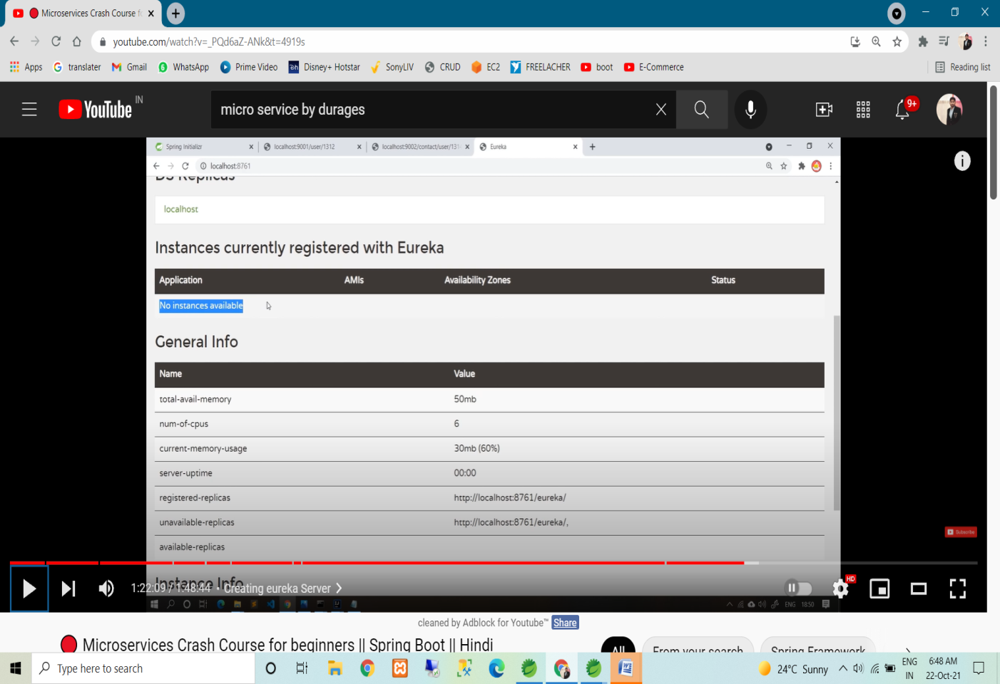 Microservices Crash Course f
youtube.com/watch?v=_PQd6aZ-ANk&t=4919s
Apps translater Gmail WhatsApp Prime Video Disney+ Hotstar SonyLIV CRUD EC2 FREELACHER boot E-Commerce Reading list
YouTube IN micro service by durages 9+
Spring Initializr localhost:9001/user/1312 localhost:9002/contact/user/131 Eureka
localhost:8761
DS Replicas
localhost
Instances currently registered with Eureka
Application AMIs Availability Zones Status
No instances available
General Info
Name Value
total-avail-memory 50mb
num-of-cpus 6
current-memory-usage 30mb (60%)
server-uptime 00:00
registered-replicas http://localhost:8761/eureka/
unavailable-replicas http://localhost:8761/eureka/,
Subscribe
available-replicas
Instance Info
1:22:09 / 1:48:44 • Creating eureka Server HD
ENG 18:50
cleaned by Adblock for Youtube™ Share
Microservices Crash Course for beginners || Spring Boot || Hindi
All From your search Spring Framework
Type here to search 24°C Sunny ENG IN 6:48 AM 22-Oct-21